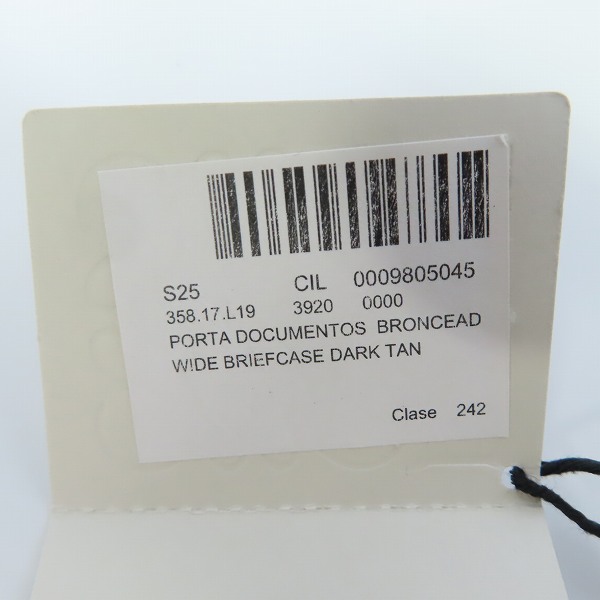 S25 CIL 0009805045
358.17.L19 3920 0000
PORTA DOCUMENTOS BRONCEAD
WIDE BRIEFCASE DARK TAN
Clase 242